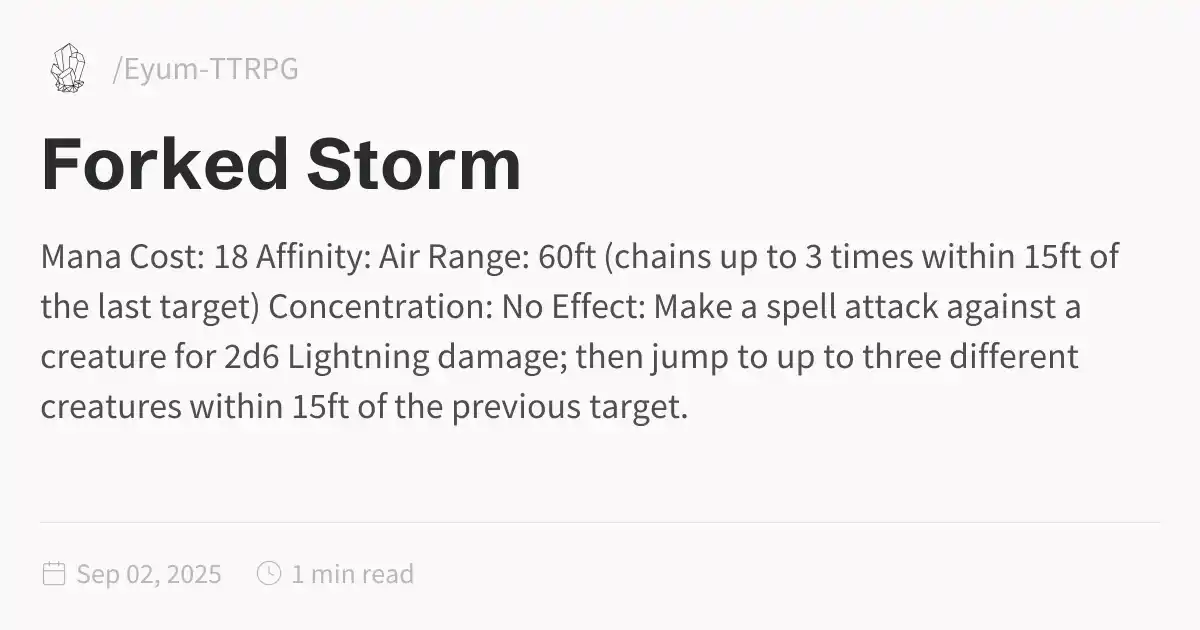 /Eyum-TTRPG
Forked Storm
Mana Cost: 18 Affinity: Air Range: 60ft (chains up to 3 times within 15ft of
the last target) Concentration: No Effect: Make a spell attack against a
creature for 2d6 Lightning damage; then jump to up to three different
creatures within 15ft of the previous target.
Sep 02, 2025 1 min read